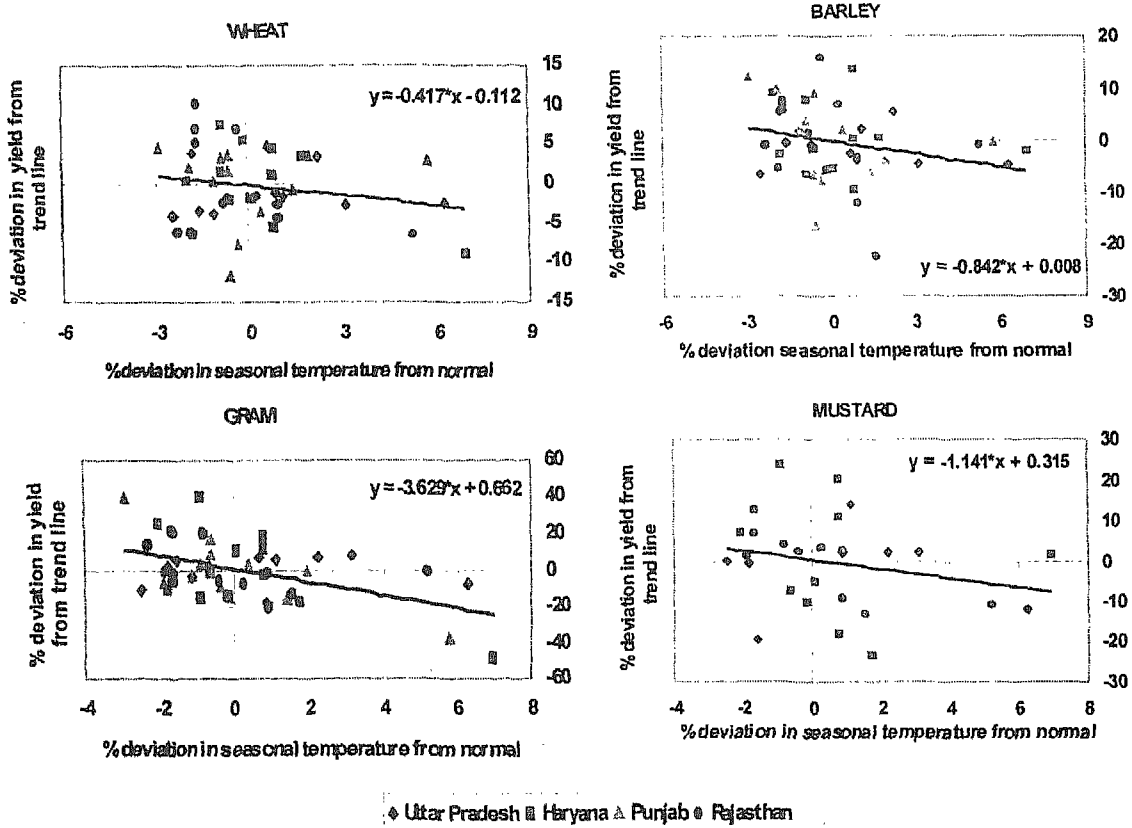 WHEAT
%deviation in yield from
trend line
y=-0.417*x-0.112
15
10
5
0
-5
-10
-15
-6
-3
0
3
6
9
%deviation in seasonal temperature from normal
BARLEY
% deviation in yield from
trend line
y = -0.842*x + 0.008
20
10
0
-10
-20
-30
-6
-3
0
3
6
9
% deviation seasonal temperature from normal
GRAM
% deviation in yield
from trend line
y=-3.629*x+0.662
60
40
20
0
-20
-40
-60
-4
-2
0
2
4
6
8
% deviation in seasonal temperature from normal
MUSTARD
% deviation in yield from
trend line
y = -1.141*x + 0.315
30
20
10
0
-10
-20
-30
-4
-2
0
2
4
6
8
% deviation in seasonal temperature from normal
Uttar Pradesh Haryana Punjab Rajasthan